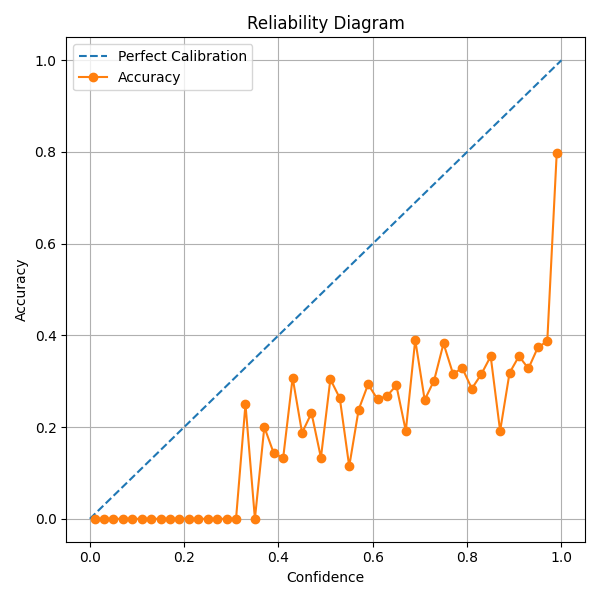 Reliability Diagram
Perfect Calibration
Accuracy
1.0
0.8
0.6
0.4
0.2
0.0
Accuracy
0.0 0.2 0.4 0.6 0.8 1.0
Confidence